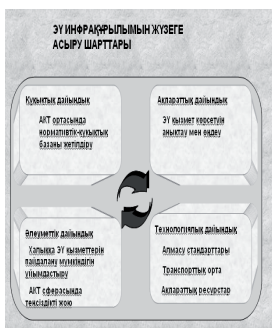 ЭҮ ИНФРАҚҰРЫЛЫМЫН ЖҮЗЕГЕ
АСЫРУ ШАРТТАРЫ
Құқықтық дайындық
АКТ ортасында
нормативтік-құқықтық
базаны жетілдіру
Ақпараттық дайындық
ЭҮ қызмет көрсетуін
анықтау мен өңдеу
Әлеуметтік дайындық
Халыққа ЭҮ қызметтерін
пайдалану мүмкіндігін
ұйымдастыру
АКТ сферасында
теңсіздікті жою
Технологиялық дайындық
Алмасу стандарттары
Транспорттық орта
Ақпараттық ресурстар